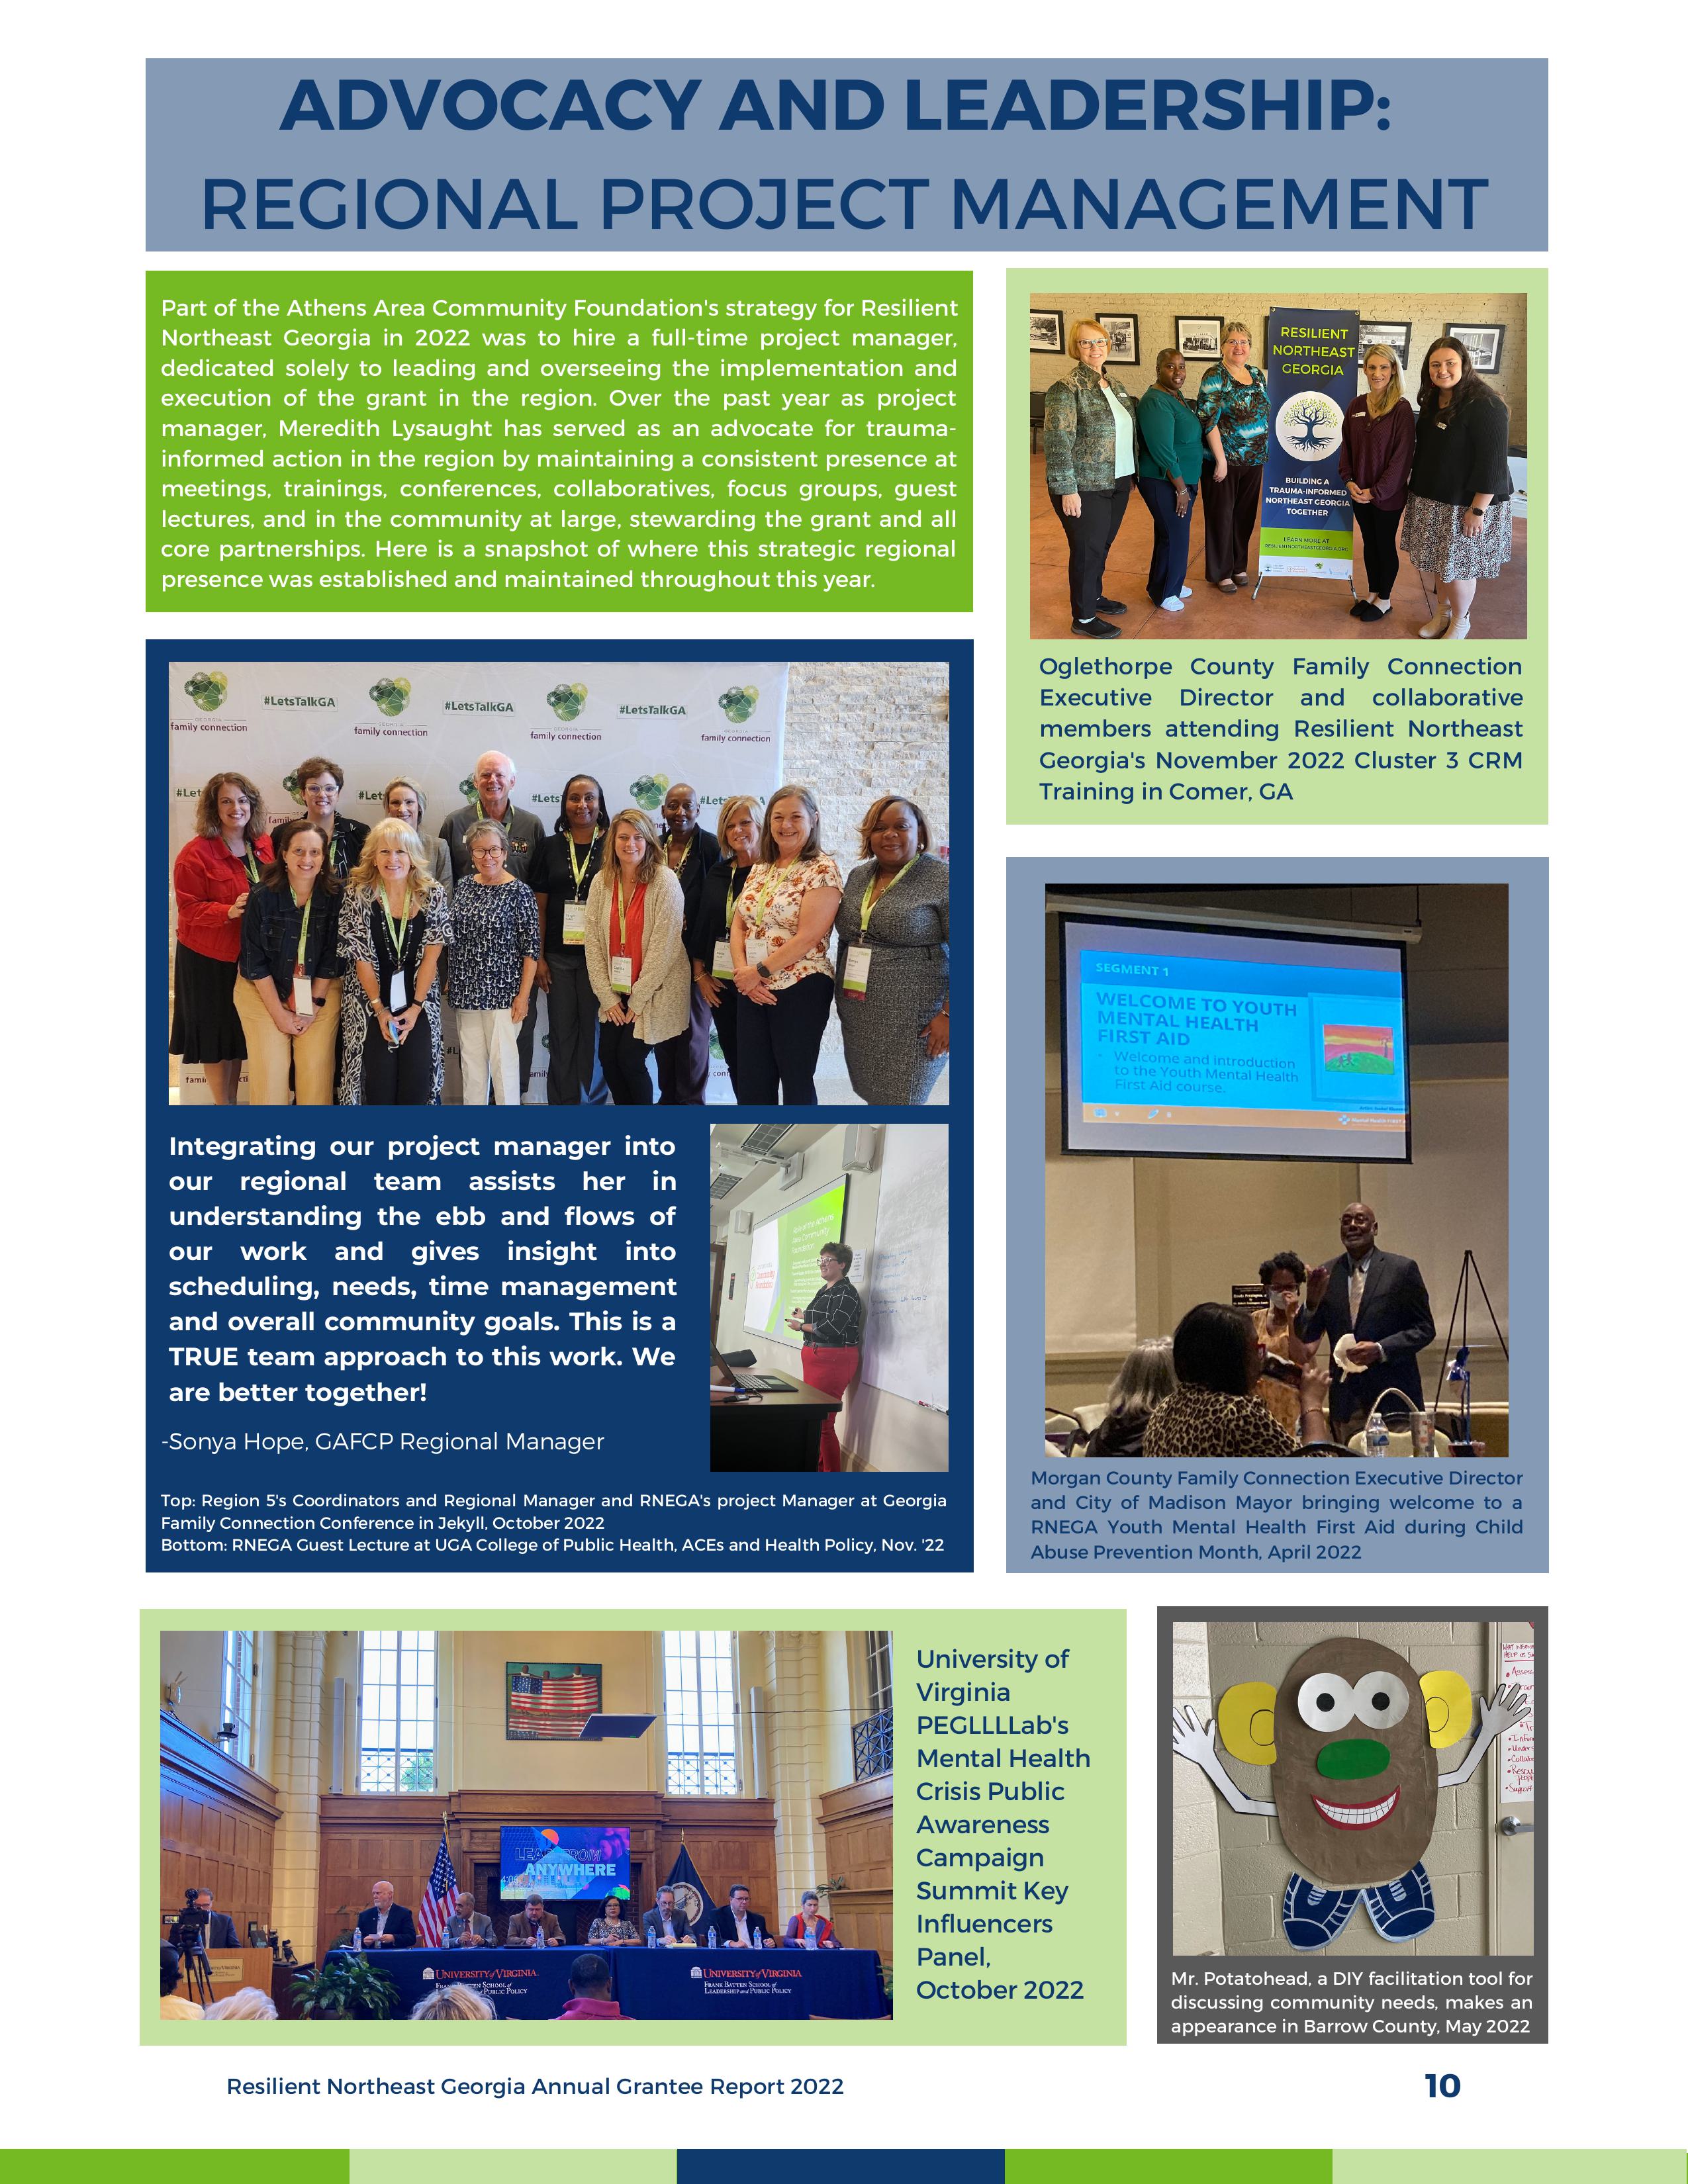 ADVOCACY AND LEADERSHIP:
REGIONAL PROJECT MANAGEMENT
Part of the Athens Area Community Foundation's strategy for Resilient
Northeast Georgia in 2022 was to hire a full-time project manager,
dedicated solely to leading and overseeing the implementation and
execution of the grant in the region. Over the past year as project
manager, Meredith Lysaught has served as an advocate for trauma-
informed action in the region by maintaining a consistent presence at
meetings, trainings, conferences, collaboratives, focus groups, guest
lectures, and in the community at large, stewarding the grant and all
core partnerships. Here is a snapshot of where this strategic regional
presence was established and maintained throughout this year.
RESILIENT
NORTHEAST
GEORGIA
BUILDING A
TRAUMA-INFORMED
NORTHEAST GEORGIA
TOGETHER
LEARN MORE AT
RESILIENTNORTHEASTGEORGIA.ORG
Oglethorpe County Family Connection
Executive Director and collaborative
members attending Resilient Northeast
Georgia's November 2022 Cluster 3 CRM
Training in Comer, GA
#LetsTalkGA
#LetsTalkGA
#LetsTalkGA
GEORGIA
family connection
GEORGIA
family connection
GEORGIA
family connection
GEORGIA
family connection
Integrating our project manager into
our regional team assists her in
understanding the ebb and flows of
our work and gives insight into
scheduling, needs, time management
and overall community goals. This is a
TRUE team approach to this work. We
are better together!
-Sonya Hope, GAFCP Regional Manager
Top: Region 5's Coordinators and Regional Manager and RNEGA's project Manager at Georgia
Family Connection Conference in Jekyll, October 2022
Bottom: RNEGA Guest Lecture at UGA College of Public Health, ACEs and Health Policy, Nov. '22
SEGMENT 1
WELCOME TO YOUTH
MENTAL HEALTH
FIRST AID
• Welcome and introduction
to the Youth Mental Health
First Aid course.
Morgan County Family Connection Executive Director
and City of Madison Mayor bringing welcome to a
RNEGA Youth Mental Health First Aid during Child
Abuse Prevention Month, April 2022
ANYWHERE
UNIVERSITY of VIRGINIA
UNIVERSITY of VIRGINIA
FRANK BATTEN SCHOOL of
LEADERSHIP and PUBLIC POLICY
University of
Virginia
PEGLLLLab's
Mental Health
Crisis Public
Awareness
Campaign
Summit Key
Influencers
Panel,
October 2022
Mr. Potatohead, a DIY facilitation tool for
discussing community needs, makes an
appearance in Barrow County, May 2022
Resilient Northeast Georgia Annual Grantee Report 2022
10